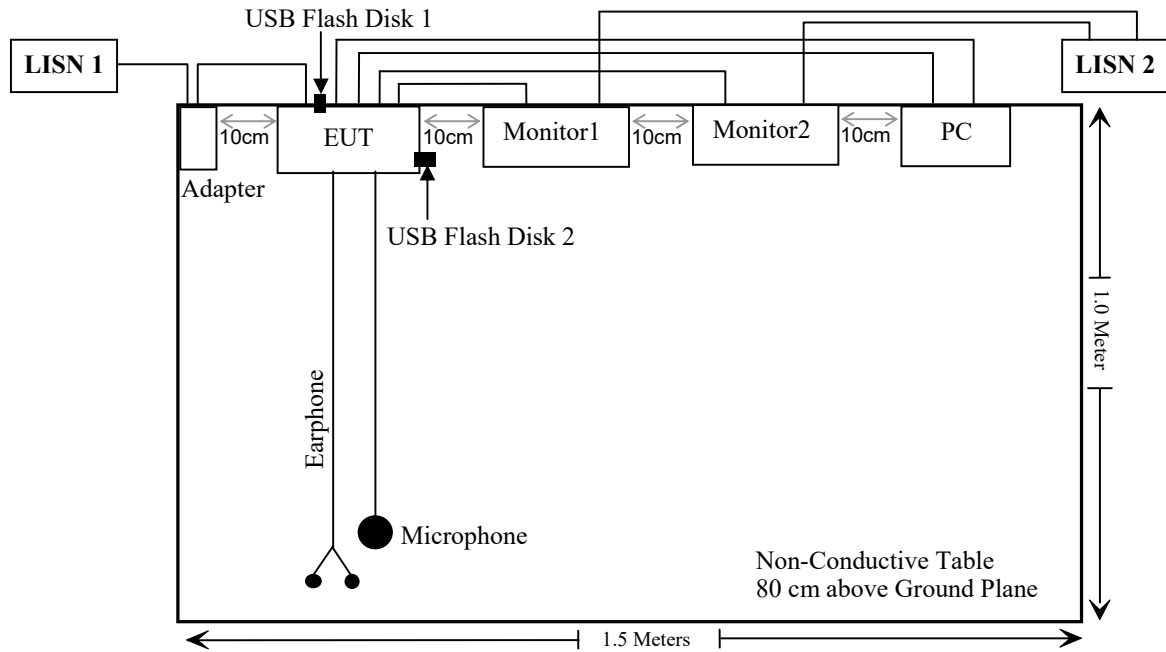 USB Flash Disk 1
LISN 1
LISN 2
10cm
EUT
10cm
Monitor1
10cm
Monitor2
10cm
PC
Adapter
USB Flash Disk 2
1.0 Meter
Earphone
Microphone
Non-Conductive Table
80 cm above Ground Plane
1.5 Meters